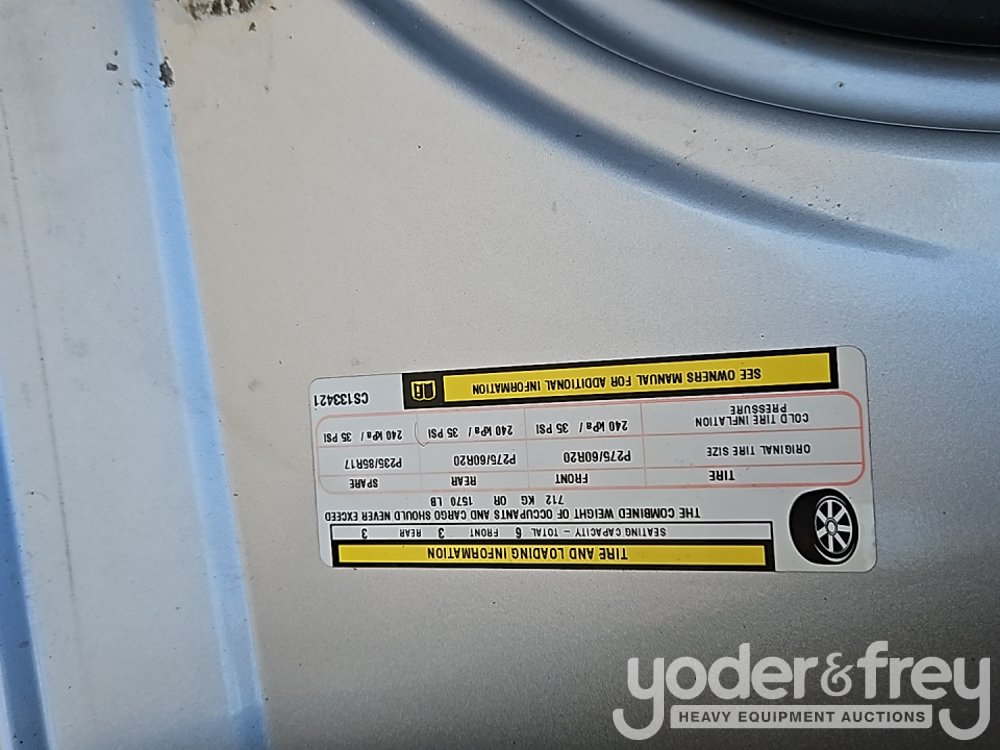 TIRE AND LOADING INFORMATION
SEATING CAPACITY – TOTAL 6 FRONT 3 REAR 3
THE COMBINED WEIGHT OF OCCUPANTS AND CARGO SHOULD NEVER EXCEED
712 KG OR 1570 LB
TIRE FRONT REAR SPARE
ORIGINAL TIRE SIZE P275/60R20 P275/60R20 P235/85R17
COLD TIRE INFLATION PRESSURE 240 kPa / 35 PSI 240 kPa / 35 PSI 240 kPa / 35 PSI
SEE OWNERS MANUAL FOR ADDITIONAL INFORMATION
CS133421
yoder&frey
HEAVY EQUIPMENT AUCTIONS